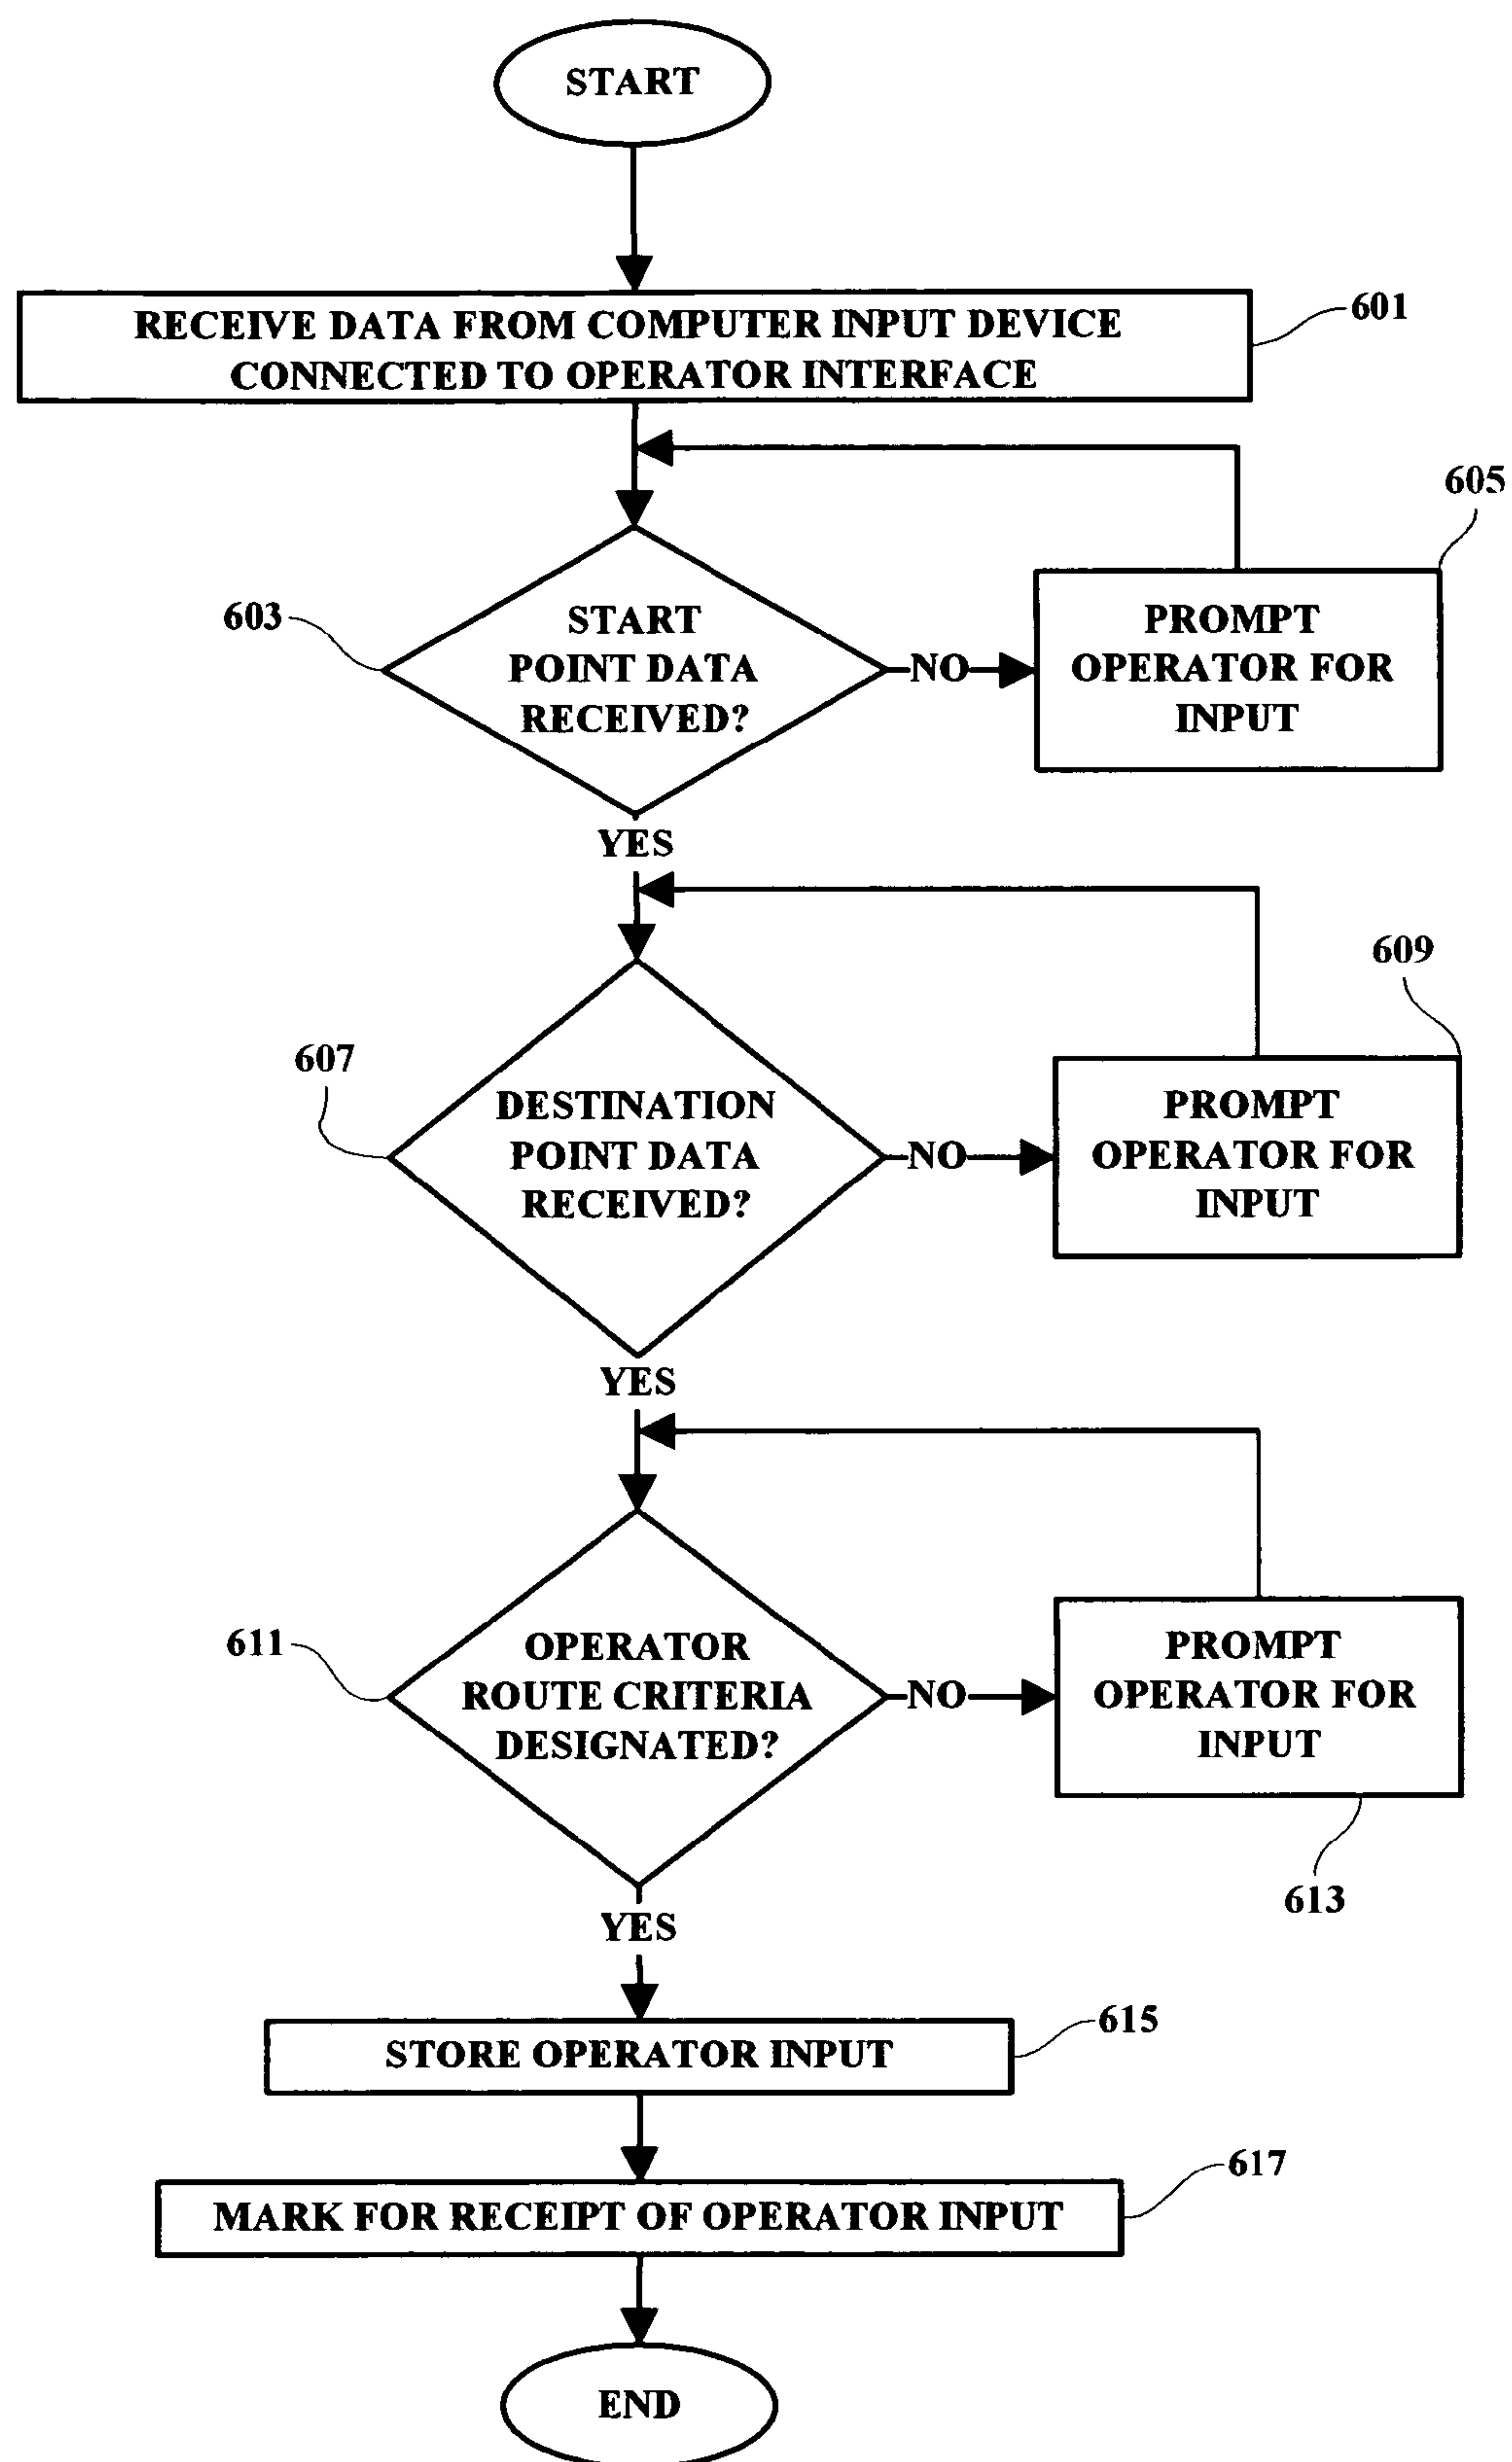 START
RECEIVE DATA FROM COMPUTER INPUT DEVICE
CONNECTED TO OPERATOR INTERFACE
601
605
603
START
POINT DATA
RECEIVED?
NO
PROMPT
OPERATOR FOR
INPUT
YES
609
607
DESTINATION
POINT DATA
RECEIVED?
NO
PROMPT
OPERATOR FOR
INPUT
YES
611
OPERATOR
ROUTE CRITERIA
DESIGNATED?
NO
PROMPT
OPERATOR FOR
INPUT
613
YES
615
STORE OPERATOR INPUT
617
MARK FOR RECEIPT OF OPERATOR INPUT
END